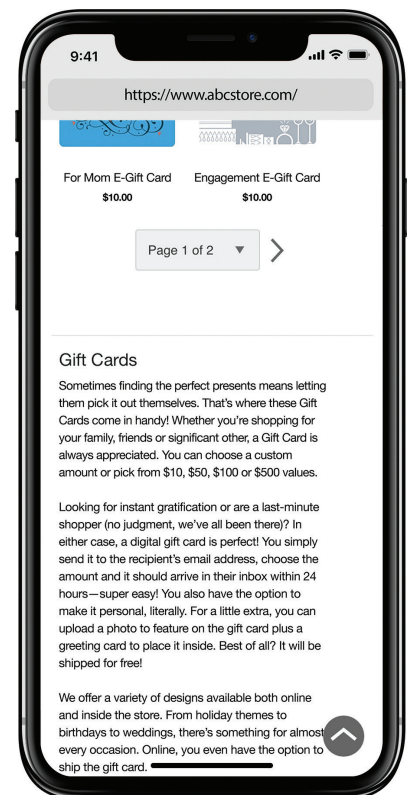 9:41
https://www.abcstore.com/
For Mom E-Gift Card
Engagement E-Gift Card
$10.00
$10.00
Page 1 of 2
Gift Cards
Sometimes finding the perfect presents means letting
them pick it out themselves. That’s where these Gift
Cards come in handy! Whether you’re shopping for
your family, friends or significant other, a Gift Card is
always appreciated. You can choose a custom
amount or pick from $10, $50, $100 or $500 values.
Looking for instant gratification or are a last-minute
shopper (no judgment, we’ve all been there)? In
either case, a digital gift card is perfect! You simply
send it to the recipient’s email address, choose the
amount and it should arrive in their inbox within 24
hours—super easy! You also have the option to
make it personal, literally. For a little extra, you can
upload a photo to feature on the gift card plus a
greeting card to place it inside. Best of all? It will be
shipped for free!
We offer a variety of designs available both online
and inside the store. From holiday themes to
birthdays to weddings, there’s something for almost
every occasion. Online, you even have the option to
ship the gift card.